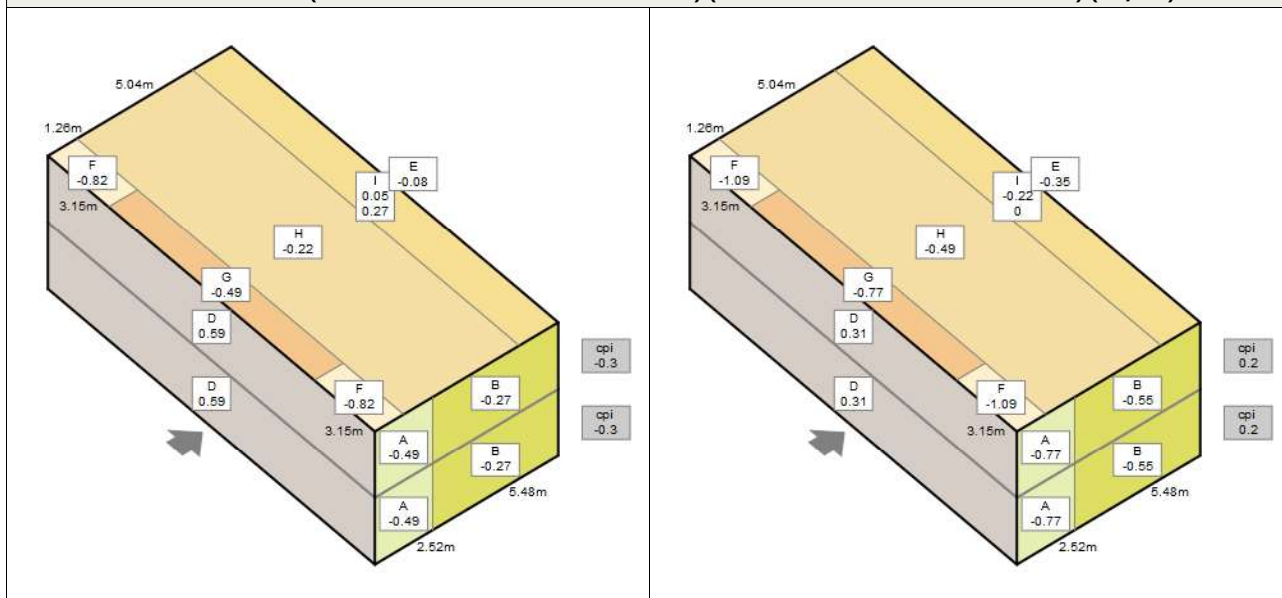 5.04m
1.26m
F
-0.82
E
-0.08
I
0.05
0.27
3.15m
H
-0.22
G
-0.49
D
0.59
D
0.59
F
-0.82
B
-0.27
B
-0.27
3.15m
A
-0.49
A
-0.49
5.48m
2.52m
cpi
-0.3
cpi
-0.3
5.04m
1.26m
F
-1.09
E
-0.35
I
-0.22
0
3.15m
H
-0.49
G
-0.77
D
0.31
D
0.31
F
-1.09
B
-0.55
B
-0.55
3.15m
A
-0.77
A
-0.77
5.48m
2.52m
cpi
0.2
cpi
0.2